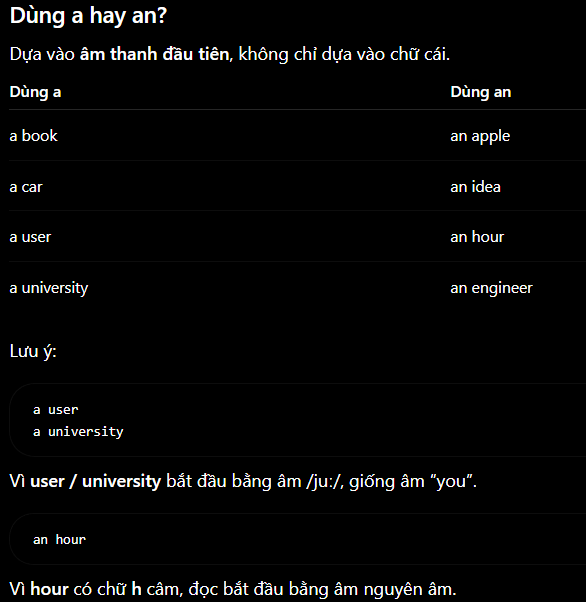 Dùng a hay an?
Dựa vào âm thanh đầu tiên, không chỉ dựa vào chữ cái.
Dùng a Dùng an
a book an apple
a car an idea
a user an hour
a university an engineer
Lưu ý:
a user
a university
Vì user / university bắt đầu bằng âm /juː/, giống âm "you".
an hour
Vì hour có chữ h câm, đọc bắt đầu bằng âm nguyên âm.